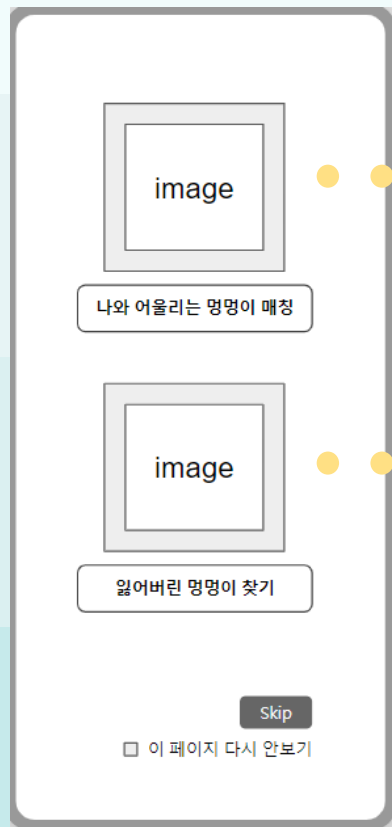 image
나와 어울리는 멍멍이 매칭
image
잃어버린 멍멍이 찾기
Skip
이 페이지 다시 안보기